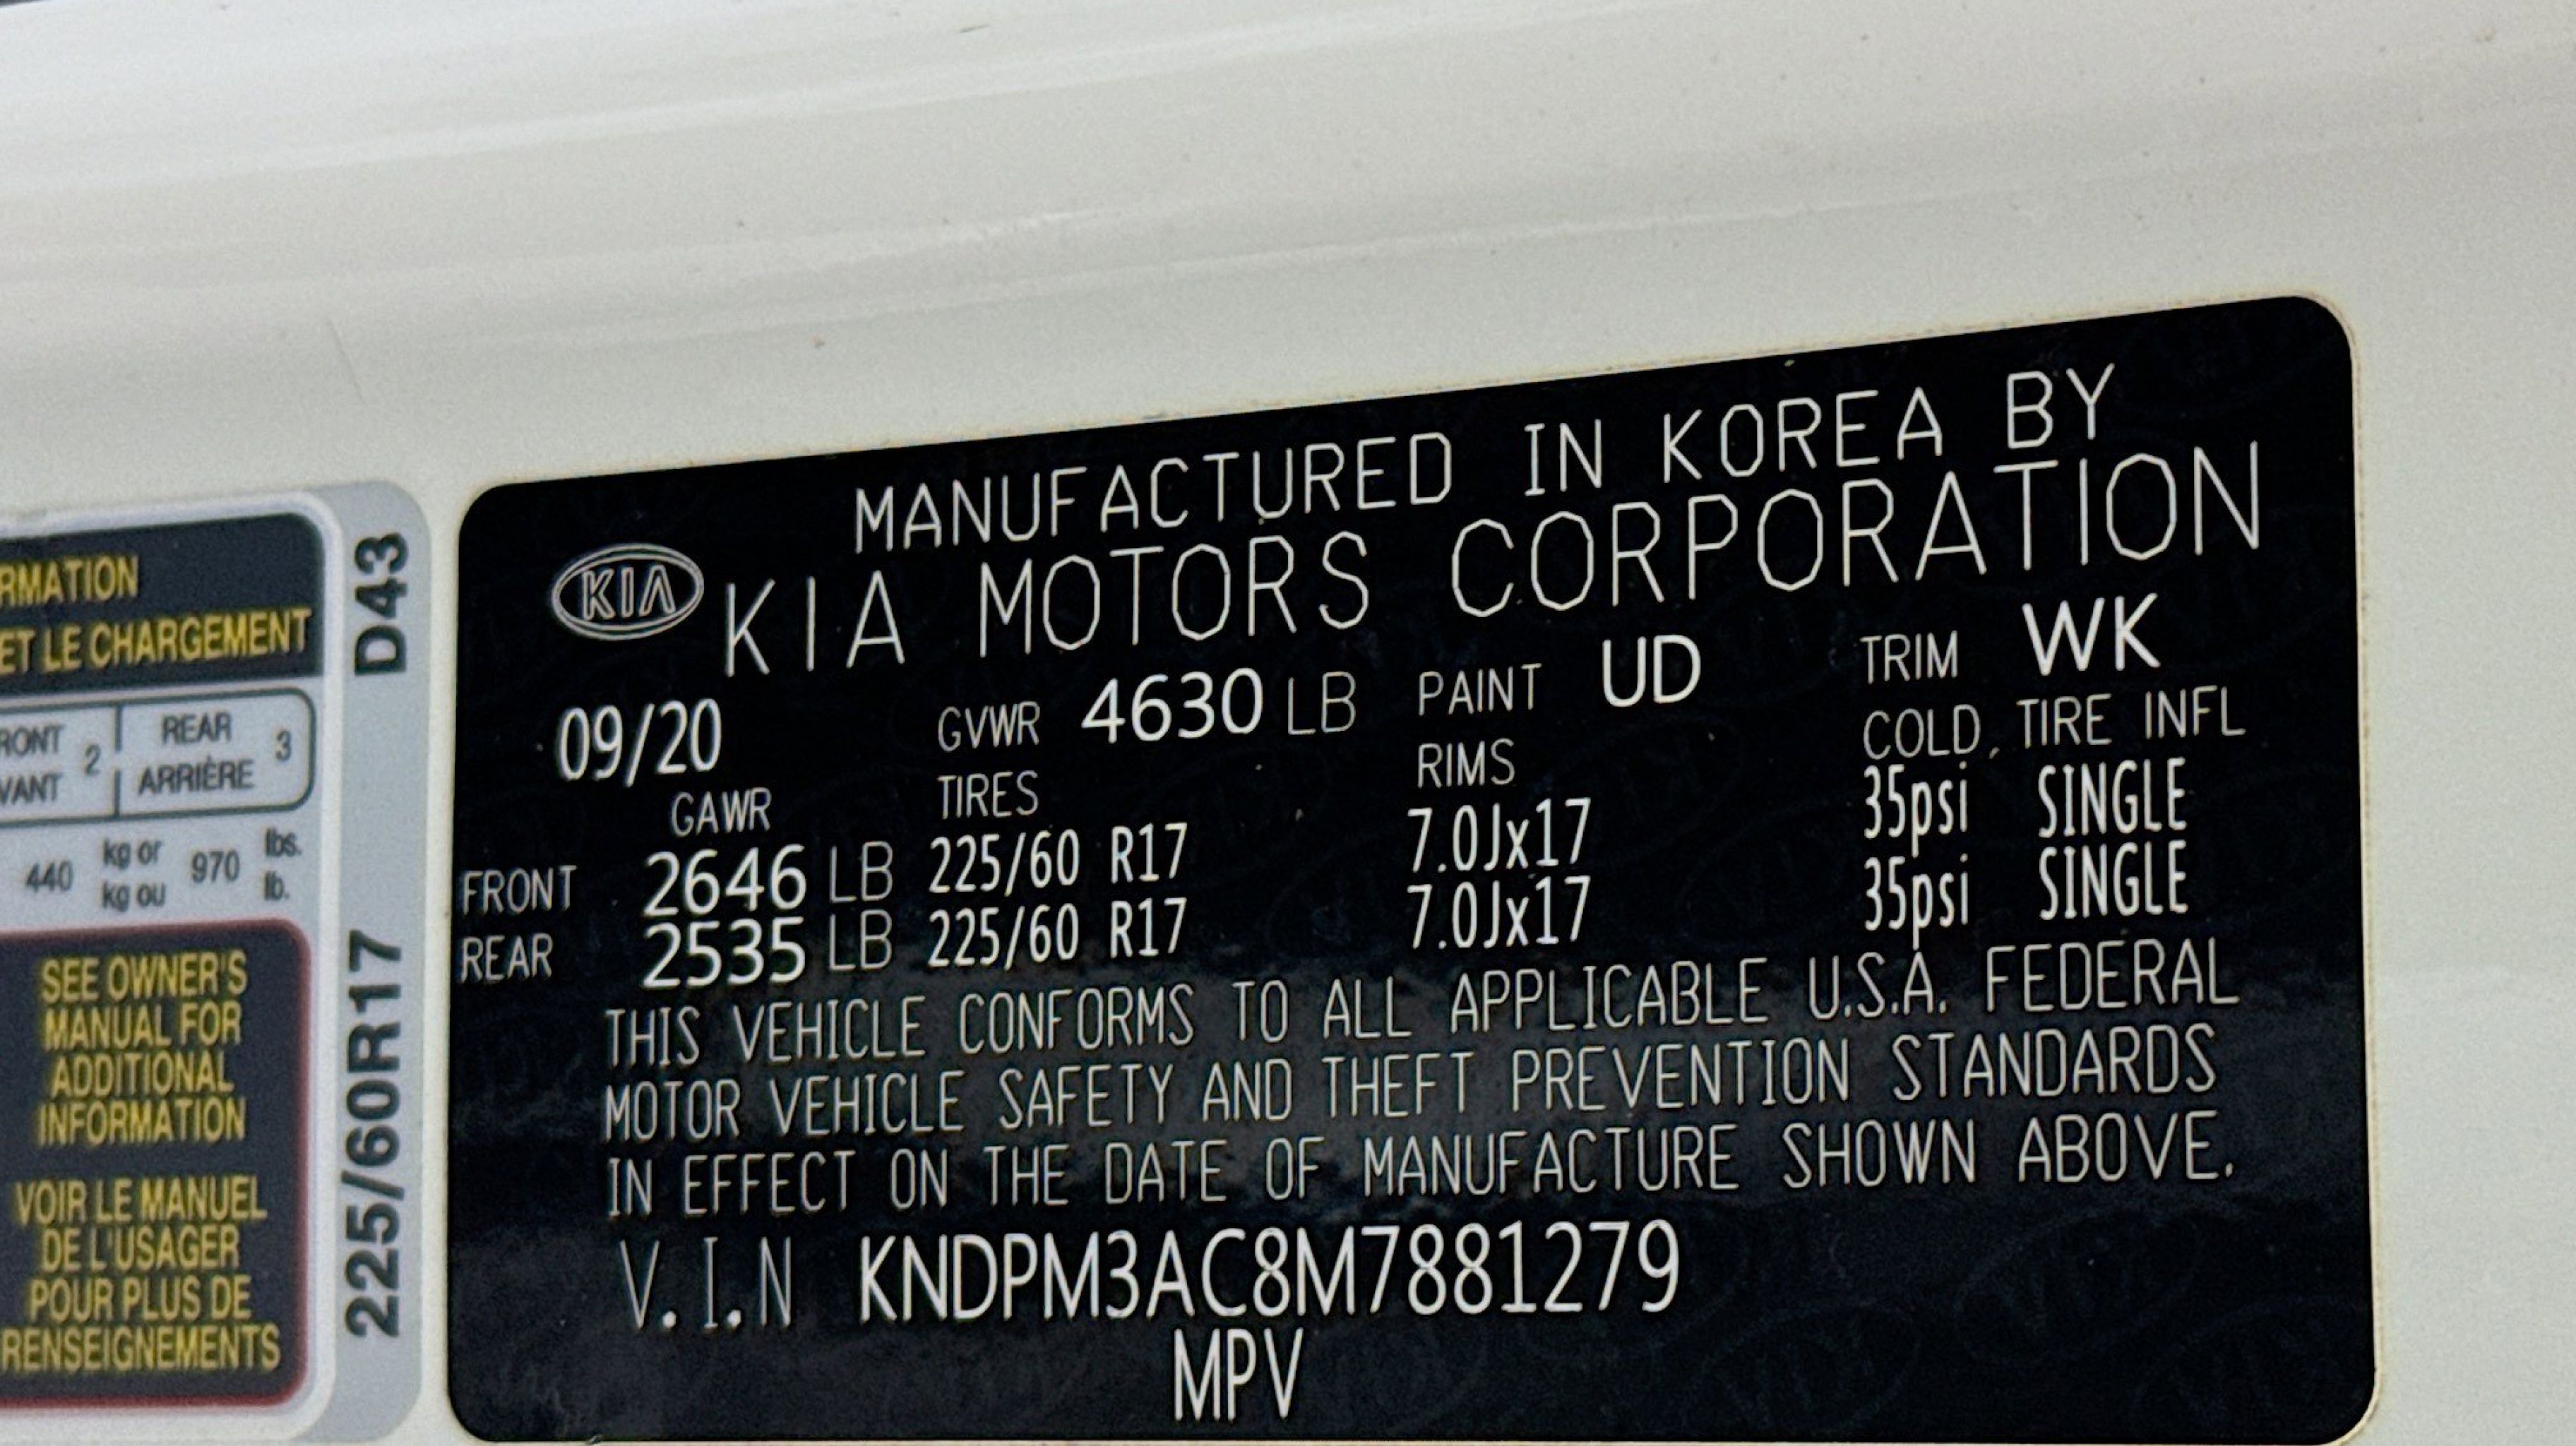 RMATION
ET LE CHARGEMENT
RONT 2 REAR 3
VANT ARRIÈRE
440 kg or 970 lbs.
kg ou lb.
SEE OWNER'S
MANUAL FOR
ADDITIONAL
INFORMATION
VOIR LE MANUEL
DE L'USAGER
POUR PLUS DE
RENSEIGNEMENTS
D43
225/60R17
MANUFACTURED IN KOREA BY
KIA KIA MOTORS CORPORATION
09/20 GVWR 4630 LB PAINT UD TRIM WK
GAWR TIRES RIMS COLD TIRE INFL
FRONT 2646 LB 225/60 R17 7.0Jx17 35psi SINGLE
REAR 2535 LB 225/60 R17 7.0Jx17 35psi SINGLE
THIS VEHICLE CONFORMS TO ALL APPLICABLE U.S.A. FEDERAL
MOTOR VEHICLE SAFETY AND THEFT PREVENTION STANDARDS
IN EFFECT ON THE DATE OF MANUFACTURE SHOWN ABOVE.
V.I.N KNDPM3AC8M7881279
MPV